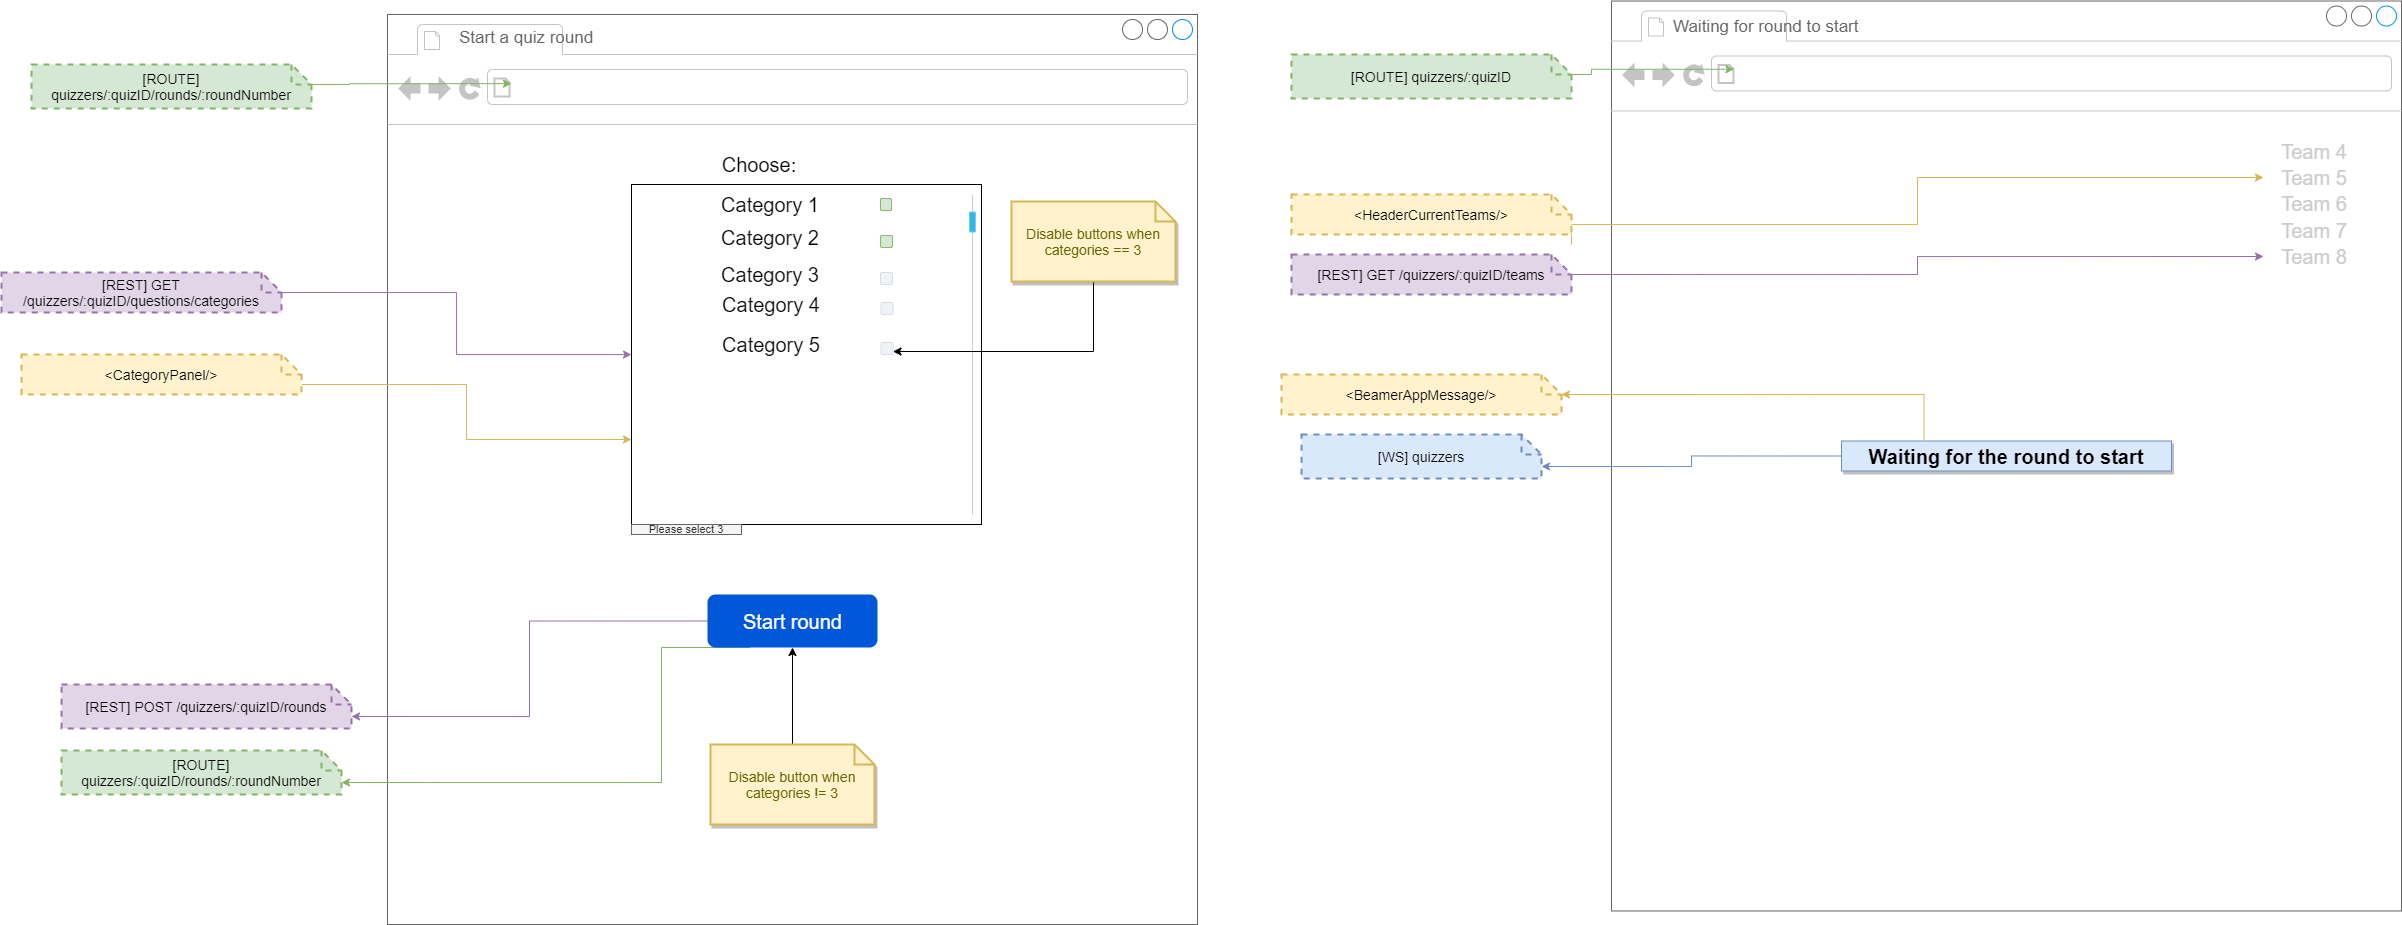 Start a quiz round
[ROUTE]
quizzers/:quizID/rounds/:roundNumber
Choose:
Category 1
Category 2
Category 3
Category 4
Category 5
Disable buttons when
categories == 3
[REST] GET
/quizzers/:quizID/questions/categories
<CategoryPanel/>
Please select 3
Start round
[REST] POST /quizzers/:quizID/rounds
[ROUTE]
quizzers/:quizID/rounds/:roundNumber
Disable button when
categories != 3
Waiting for round to start
[ROUTE] quizzers/:quizID
Team 4
Team 5
Team 6
Team 7
Team 8
<HeaderCurrentTeams/>
[REST] GET /quizzers/:quizID/teams
<BeamerAppMessage/>
[WS] quizzers
Waiting for the round to start